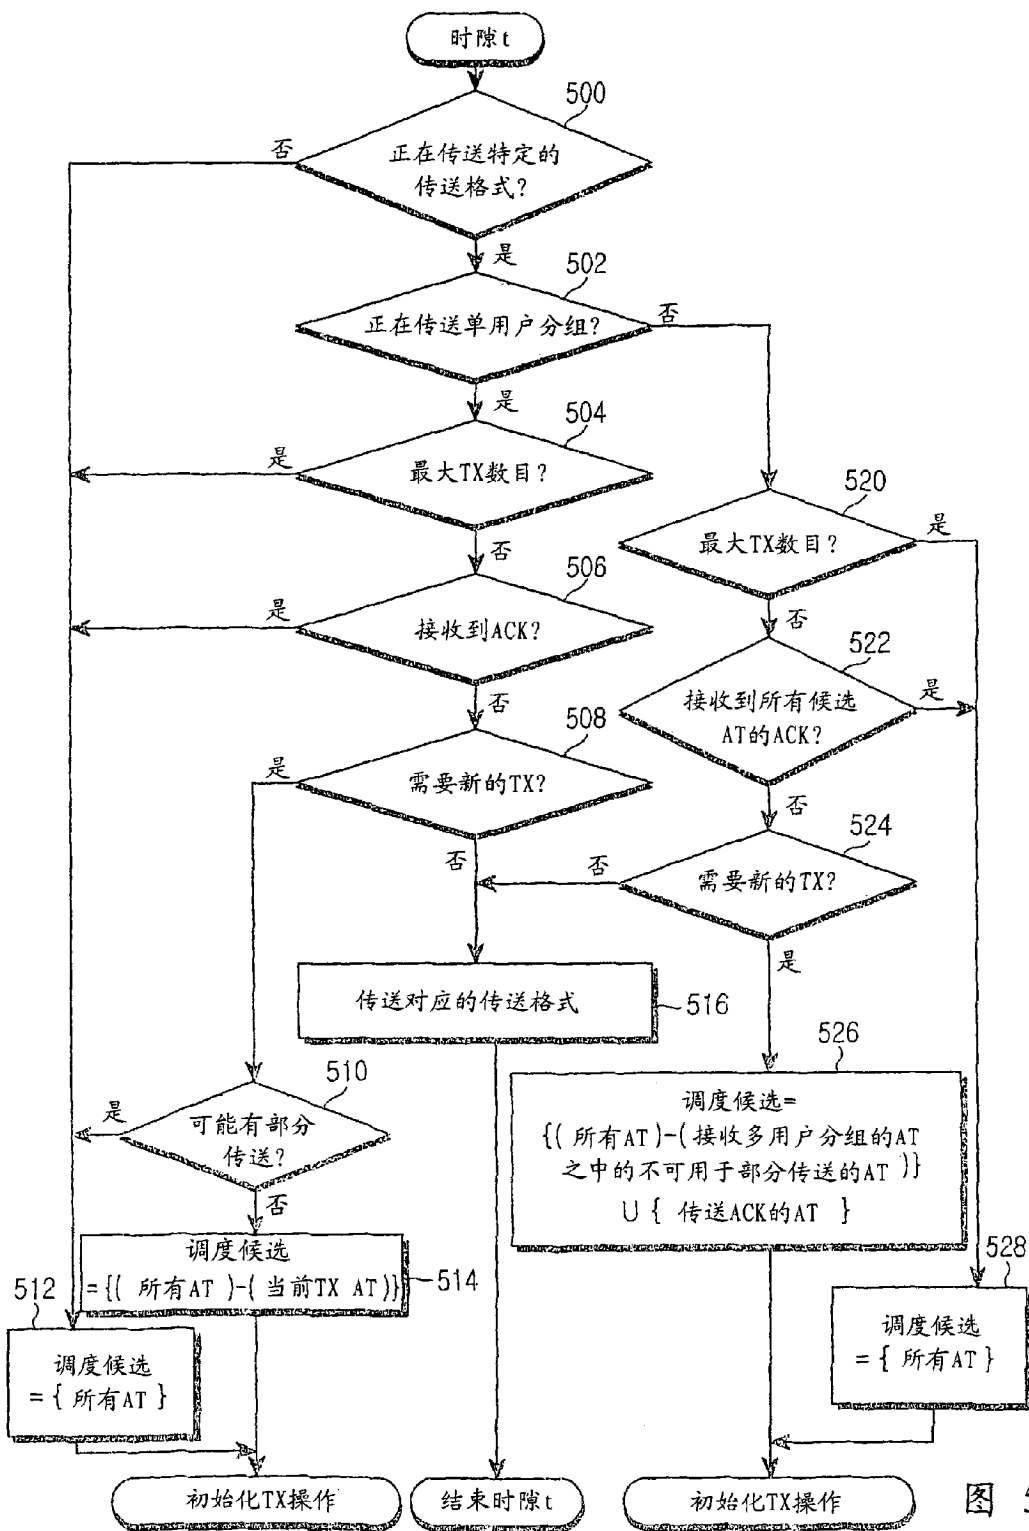 时隙t
500
否
正在传送特定的
传送格式?
是
502
否
正在传送单用户分组?
是
504
是
最大TX数目?
520
是
最大TX数目?
否
506
否
522
是
接收到ACK?
接收到所有候选
AT的ACK?
是
否
508
是
需要新的TX?
否
524
否
否
需要新的TX?
是
传送对应的传送格式
516
526
510
是
可能有部分
传送?
否
调度候选=
{( 所有AT )-( 接收多用户分组的AT
之中的不可用于部分传送的AT )}
∪ { 传送ACK的AT }
调度候选
={( 所有AT )-( 当前TX AT)}
514
528
512
调度候选
={ 所有AT }
调度候选
={ 所有AT }
初始化TX操作
结束时隙t
初始化TX操作
图 5